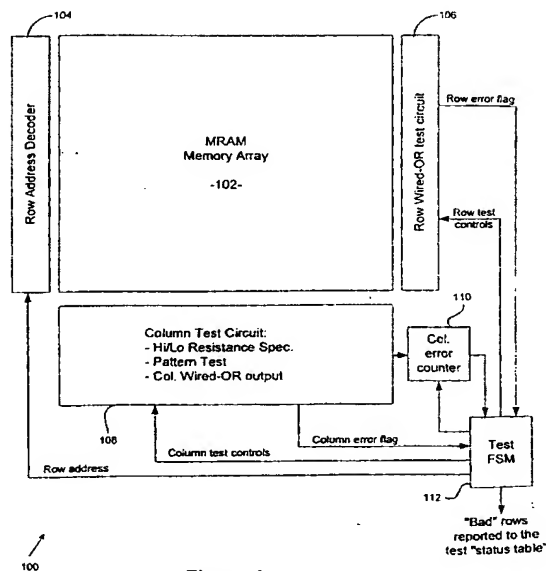 104
106
Row Address Decoder
MRAM
Memory Array
-102-
Row Wired-OR test circuit
Row error flag
Row test
controls
110
Column Test Circuit:
- Hi/Lo Resistance Spec.
- Pattern Test
- Col. Wired-OR output
Col.
error
counter
108
Column error flag
Column test controls
Row address
Test
FSM
112
"Bad" rows
reported to the
test "status table"
100